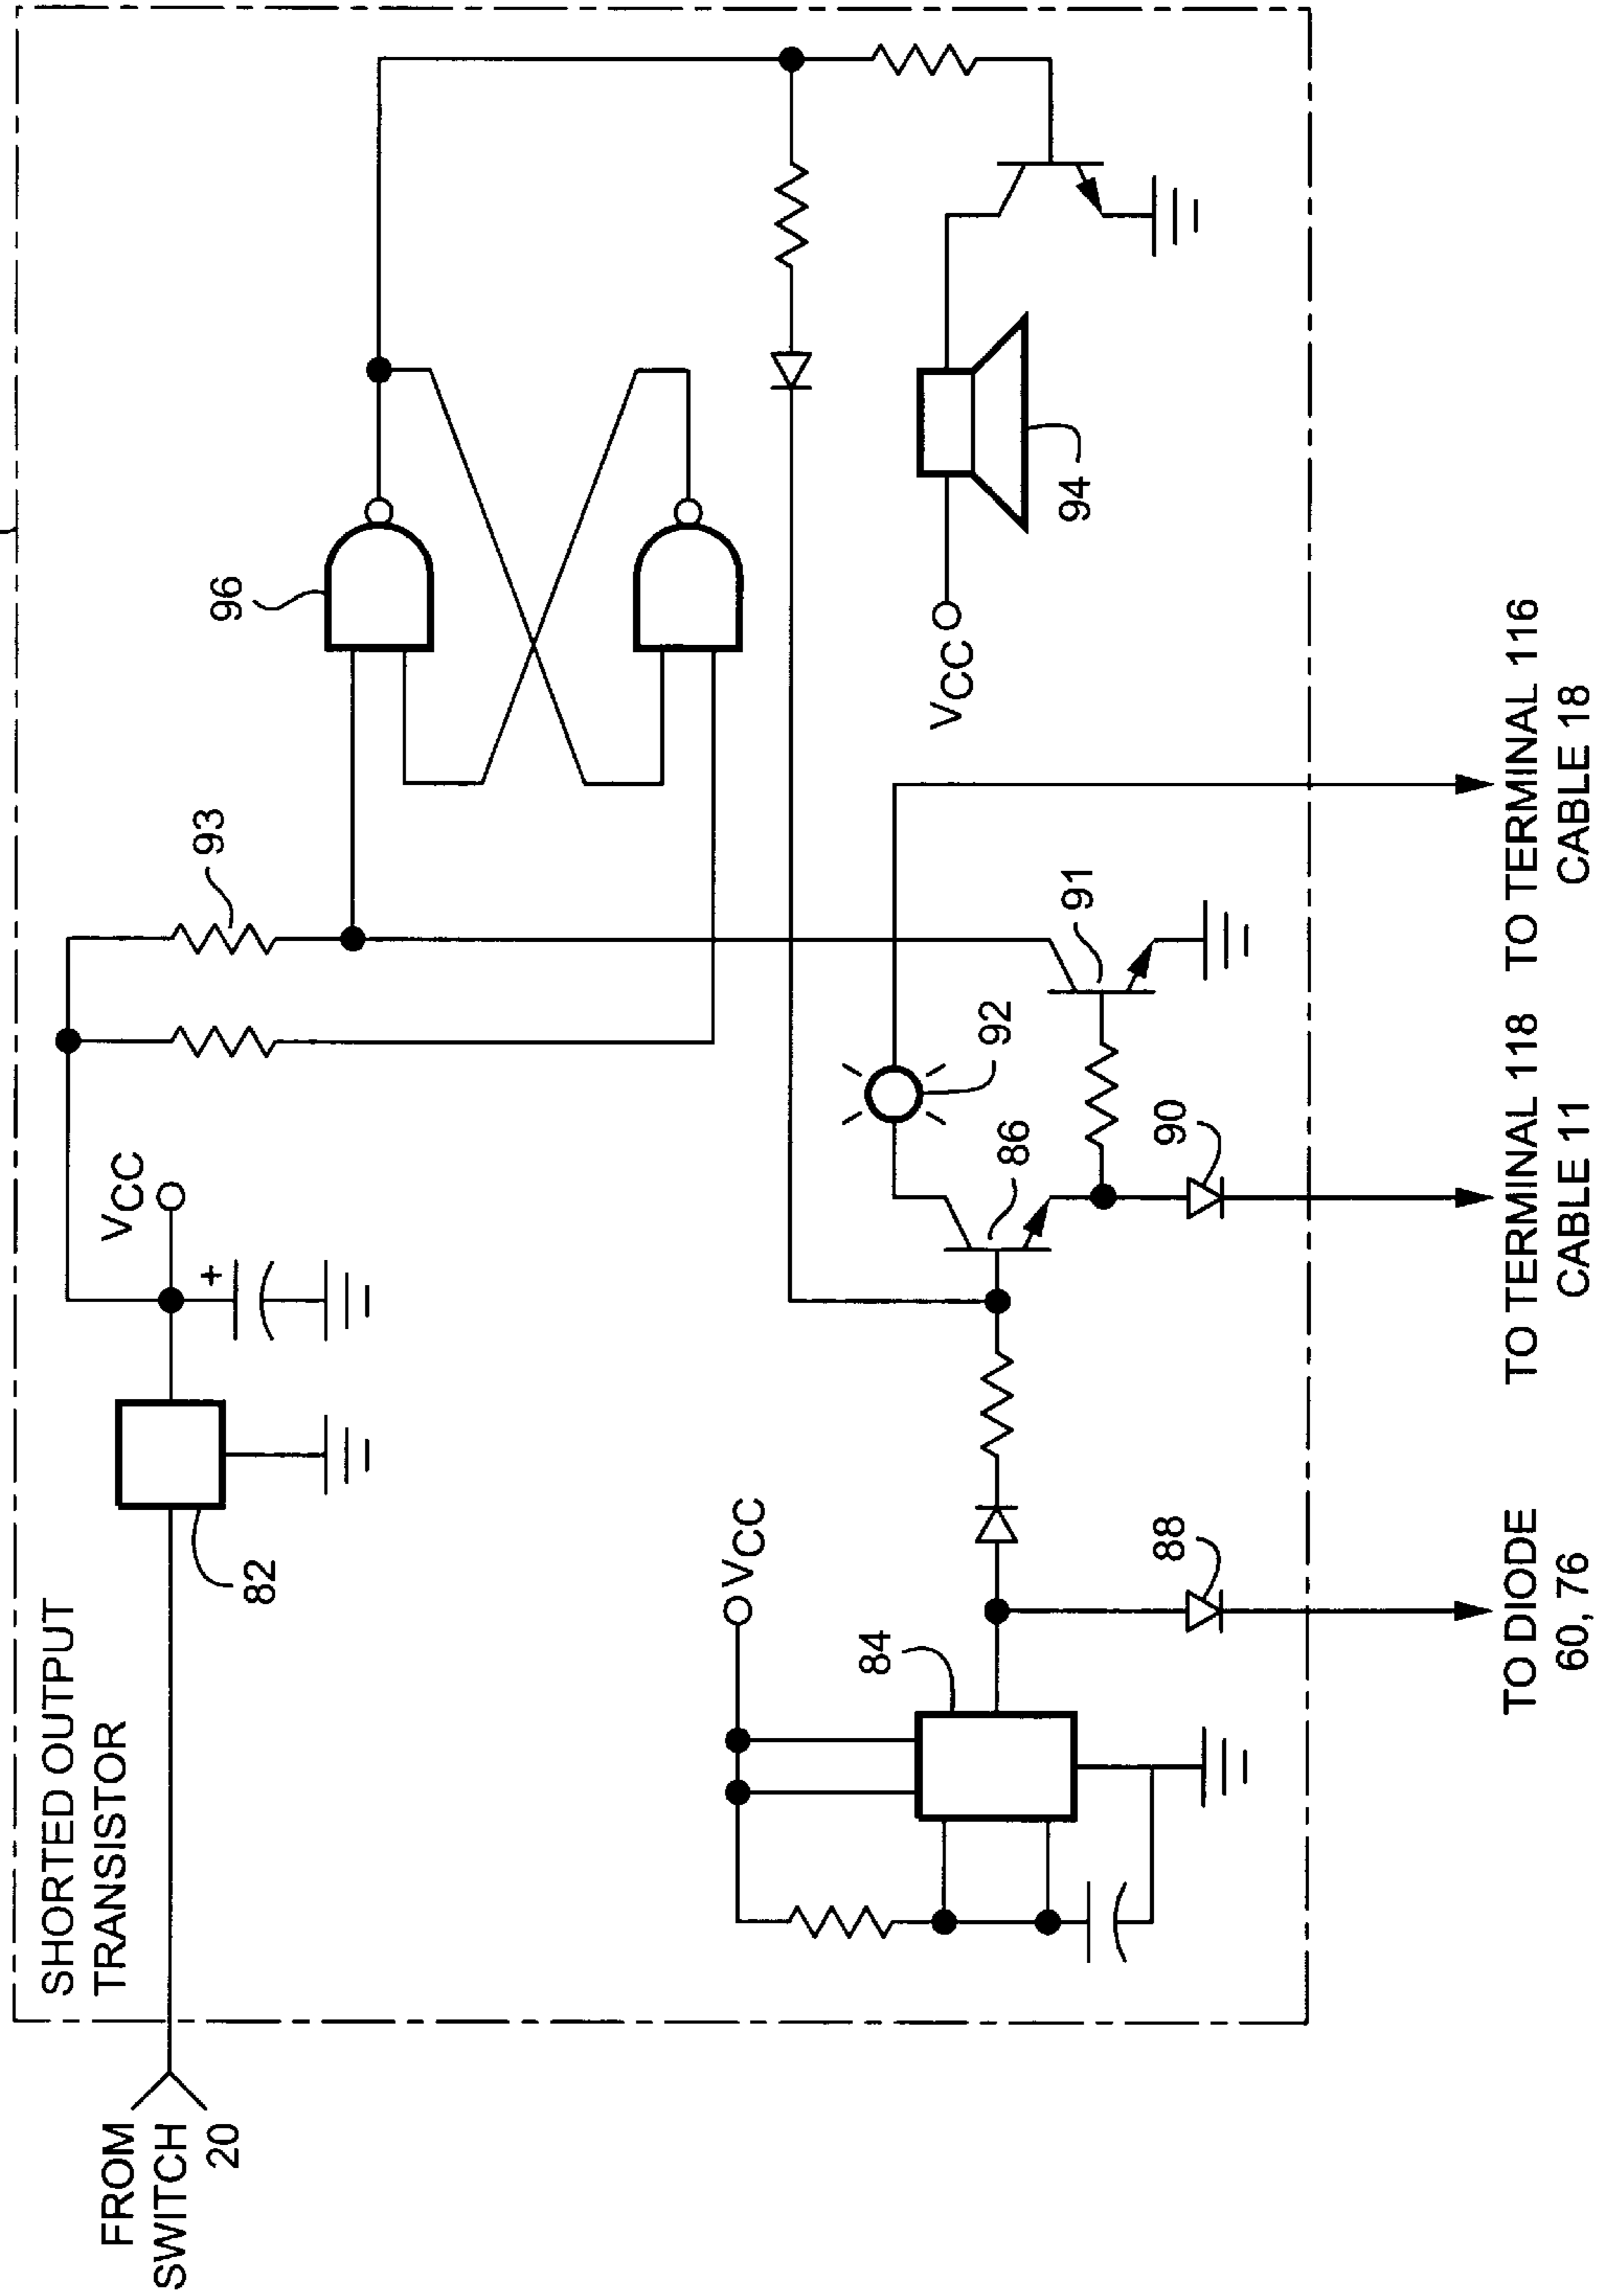 SHORTED OUTPUT
TRANSISTOR
FROM
SWITCH
20
82
VCC
+
93
96
84
VCC
86
92
91
90
88
VCC
94
TO DIODE
60, 76
TO TERMINAL 118
CABLE 11
TO TERMINAL 116
CABLE 18